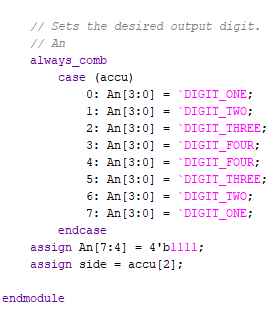 // Sets the desired output digit.
// An
always_comb
case (accu)
0: An[3:0] = `DIGIT_ONE;
1: An[3:0] = `DIGIT_TWO;
2: An[3:0] = `DIGIT_THREE;
3: An[3:0] = `DIGIT_FOUR;
4: An[3:0] = `DIGIT_FOUR;
5: An[3:0] = `DIGIT_THREE;
6: An[3:0] = `DIGIT_TWO;
7: An[3:0] = `DIGIT_ONE;
endcase
assign An[7:4] = 4'b1111;
assign side = accu[2];
endmodule